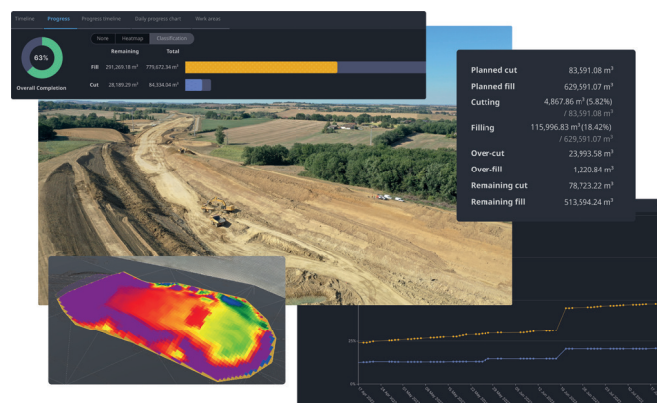 Timeline Progress Progress timeline Daily progress chart Work areas
None Heatmap Classification
63%
Overall Completion
Remaining Total
Fill 291,269.18 m³ 779,672.34 m³
Cut 28,189.29 m³ 84,334.04 m³
Planned cut 83,591.08 m³
Planned fill 629,591.07 m³
Cutting 4,867.86 m³ (5.82%)
/ 83,591.08 m³
Filling 115,996.83 m³ (18.42%)
/ 629,591.07 m³
Over-cut 23,993.58 m³
Over-fill 1,220.84 m³
Remaining cut 78,723.22 m³
Remaining fill 513,594.24 m³
25%
0%